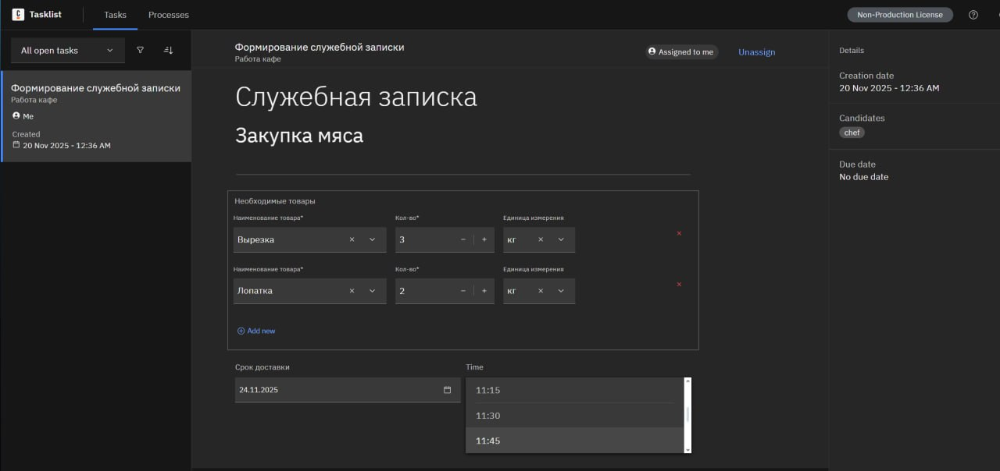 C Tasklist Tasks Processes Non-Production License
All open tasks
Формирование служебной записки
Работа кафе
Me
Created
20 Nov 2025 - 12:36 AM
Формирование служебной записки
Работа кафе
Assigned to me Unassign
Служебная записка
Закупка мяса
Необходимые товары
Наименование товара* Кол-во* Единица измерения
Вырезка 3 кг
Наименование товара* Кол-во* Единица измерения
Лопатка 2 кг
Add new
Срок доставки Time
24.11.2025
11:15
11:30
11:45
Details
Creation date
20 Nov 2025 - 12:36 AM
Candidates
chef
Due date
No due date